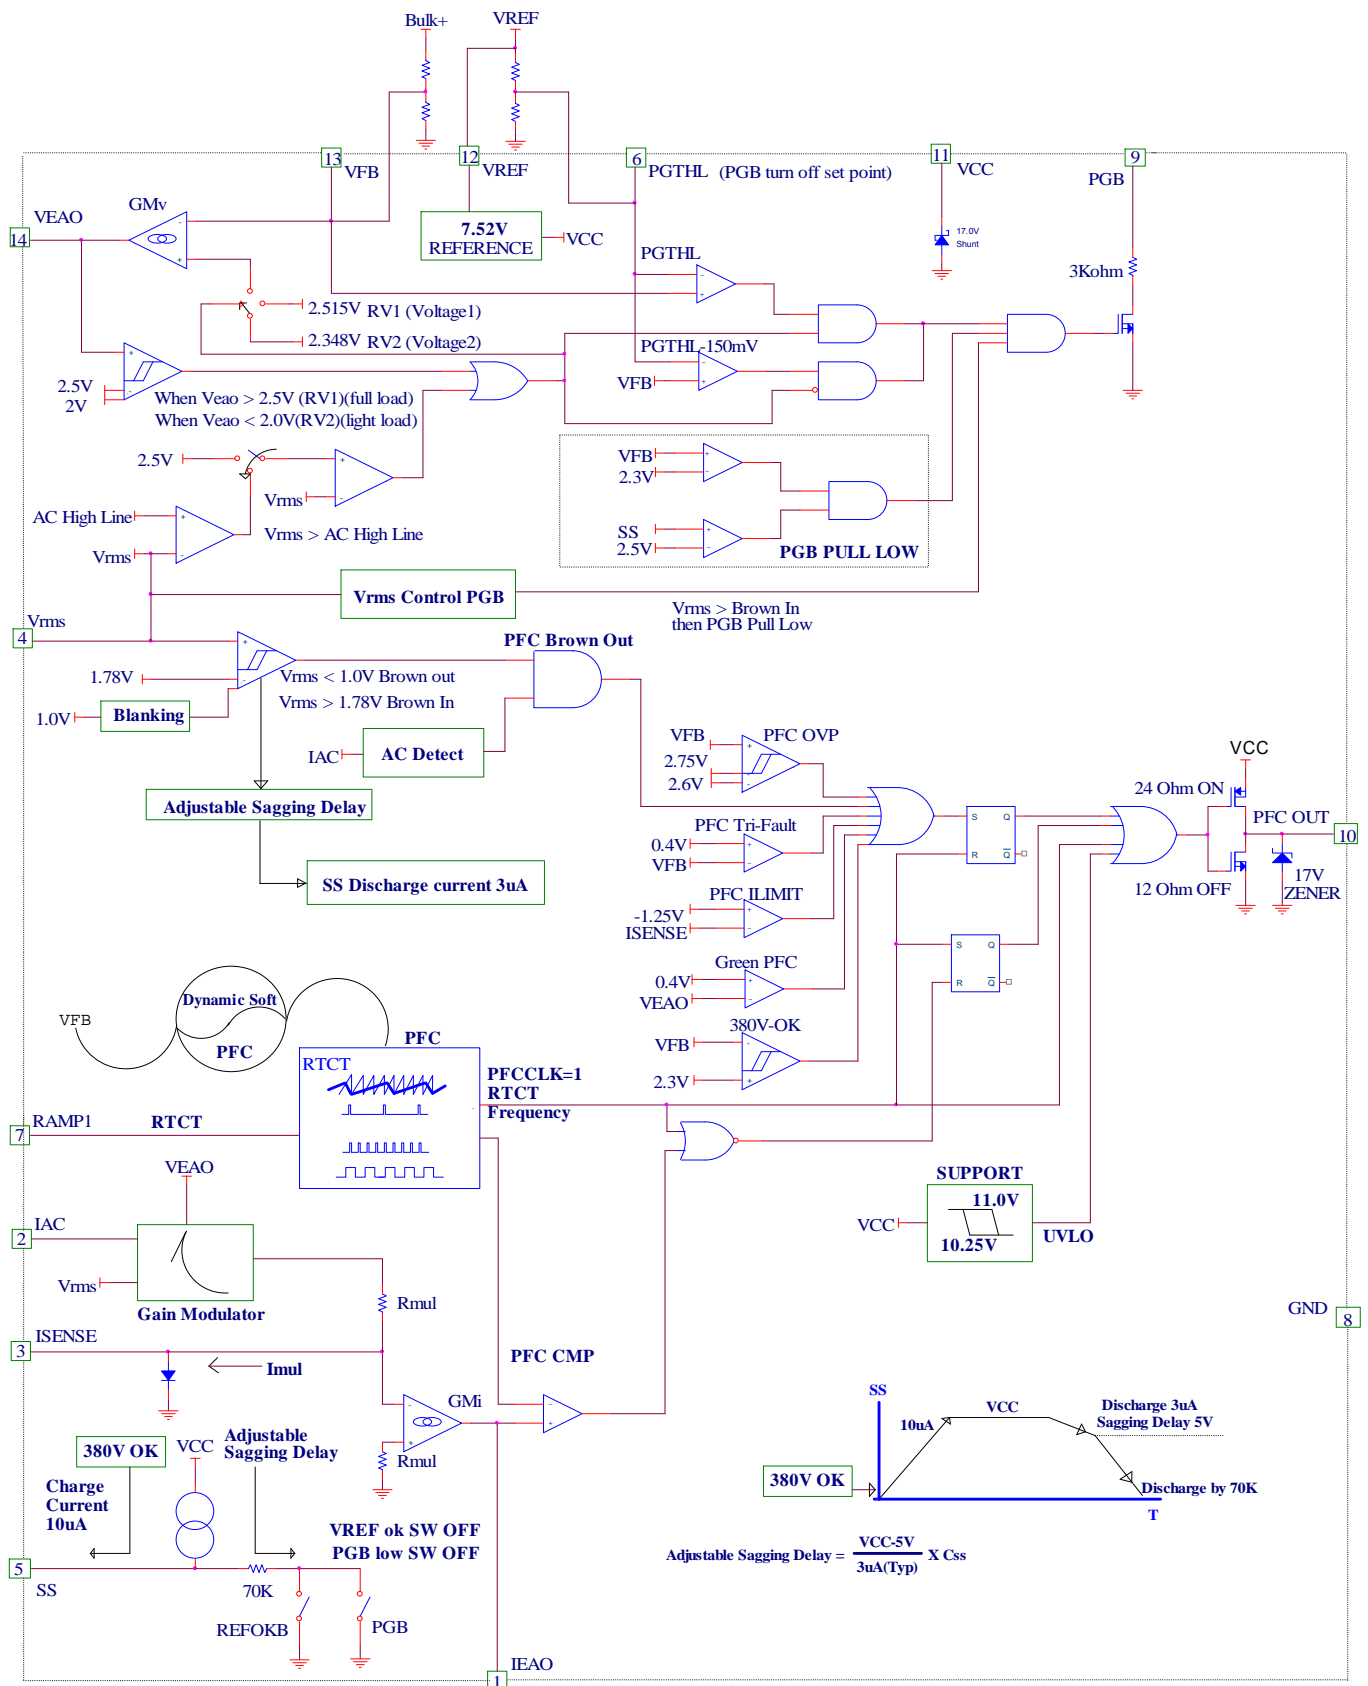 Bulk+
VREF
13
VFB
12
VREF
6
PGTHL (PGB turn off set point)
11
VCC
9
PGB
VEAO
14
GMv
7.52V
REFERENCE
VCC
17.0V
Shunt
PGTHL
3Kohm
2.515V RV1 (Voltage1)
2.348V RV2 (Voltage2)
PGTHL-150mV
VFB
2.5V
2V
When Veao > 2.5V (RV1)(full load)
When Veao < 2.0V(RV2)(light load)
2.5V
Vrms
AC High Line
Vrms
Vrms > AC High Line
VFB
2.3V
SS
2.5V
PGB PULL LOW
Vrms Control PGB
Vrms > Brown In
then PGB Pull Low
Vrms
4
PFC Brown Out
1.78V
1.0V
Blanking
Vrms < 1.0V Brown out
Vrms > 1.78V Brown In
IAC
AC Detect
Adjustable Sagging Delay
SS Discharge current 3uA
VFB
PFC OVP
2.75V
2.6V
PFC Tri-Fault
0.4V
VFB
PFC ILIMIT
-1.25V
ISENSE
Green PFC
0.4V
VEAO
380V-OK
VFB
2.3V
S
Q
R
Q
S
Q
R
Q
VCC
24 Ohm ON
PFC OUT
10
12 Ohm OFF
17V
ZENER
VFB
Dynamic Soft
PFC
PFC
RTCT
PFCCLK=1
RTCT
Frequency
RAMP1
7
RTCT
VEAO
IAC
2
Vrms
Gain Modulator
Rmul
SUPPORT
11.0V
10.25V
VCC
UVLO
GND
8
ISENSE
3
Imul
PFC CMP
GMi
Rmul
380V OK
Charge
Current
10uA
VCC
Adjustable
Sagging Delay
VREF ok SW OFF
PGB low SW OFF
5
SS
70K
REFOKB
PGB
IEAO
1
SS
10uA
VCC
Discharge 3uA
Sagging Delay 5V
380V OK
Discharge by 70K
T
Adjustable Sagging Delay = VCC-5V / 3uA(Typ) X Css